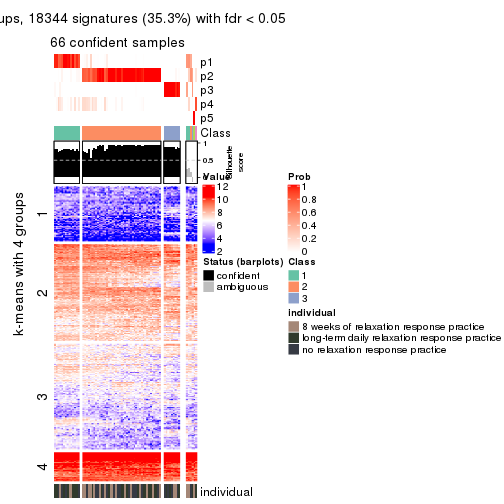 ups, 18344 signatures (35.3%) with fdr < 0.05
66 confident samples
p1
p2
p3
p4
p5
Class
1
0.5
0
Silhouette
score
k-means with 4 groups
1
2
3
4
individual
Value
12
10
8
6
4
2
Prob
1
0.8
0.6
0.4
0.2
0
Status (barplots)
confident
ambiguous
Class
1
2
3
individual
8 weeks of relaxation response practice
long-term daily relaxation response practice
no relaxation response practice